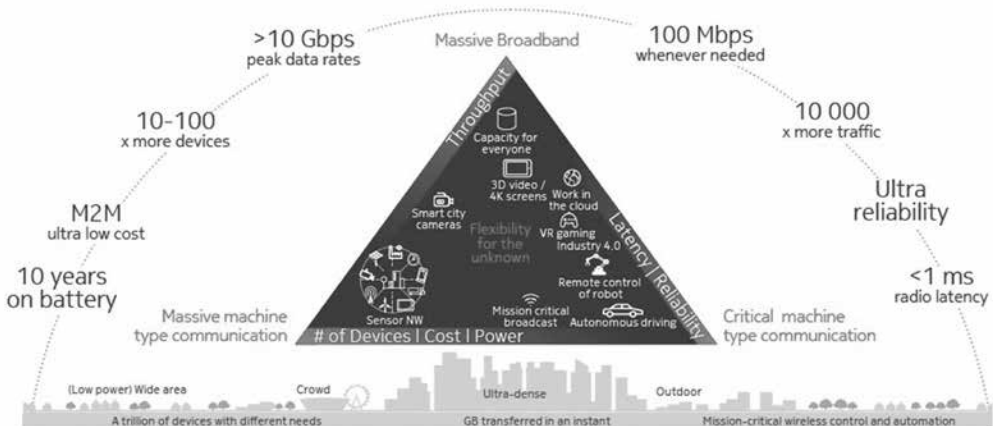 >10 Gbps
peak data rates
Massive Broadband
100 Mbps
whenever needed
10-100
x more devices
10 000
x more traffic
M2M
ultra low cost
Ultra
reliability
10 years
on battery
<1 ms
radio latency
Throughput
Capacity for
everyone
3D video /
4K screens
Work in
the cloud
Smart city
cameras
Flexibility
for the
unknown
VR gaming
Industry 4.0
Latency | Reliability
Remote control
of robot
Sensor NW
Mission critical
broadcast
Autonomous driving
Massive machine
type communication
# of Devices | Cost | Power
Critical machine
type communication
(Low power) Wide area
Crowd
Ultra-dense
Outdoor
A trillion of devices with different needs
GB transferred in an instant
Mission-critical wireless control and automation